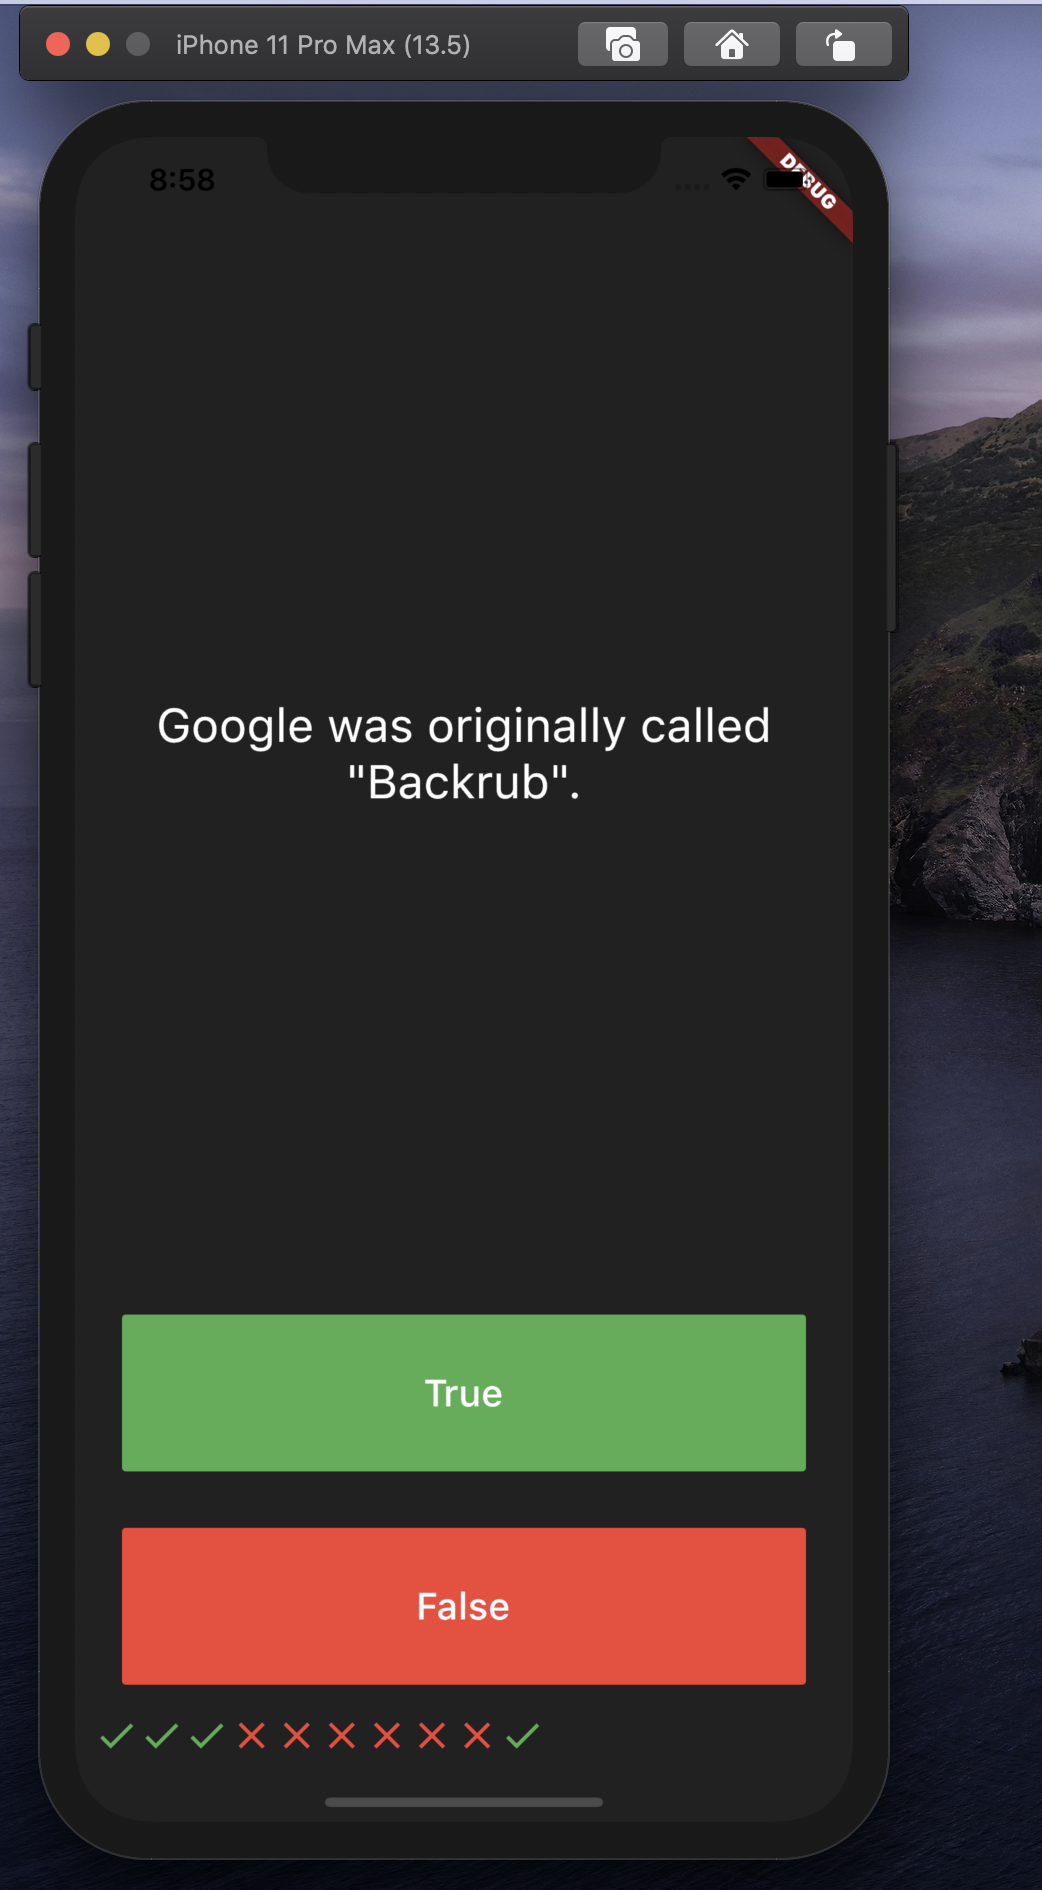 iPhone 11 Pro Max (13.5)
8:58
DEBUG
Google was originally called
"Backrub".
True
False